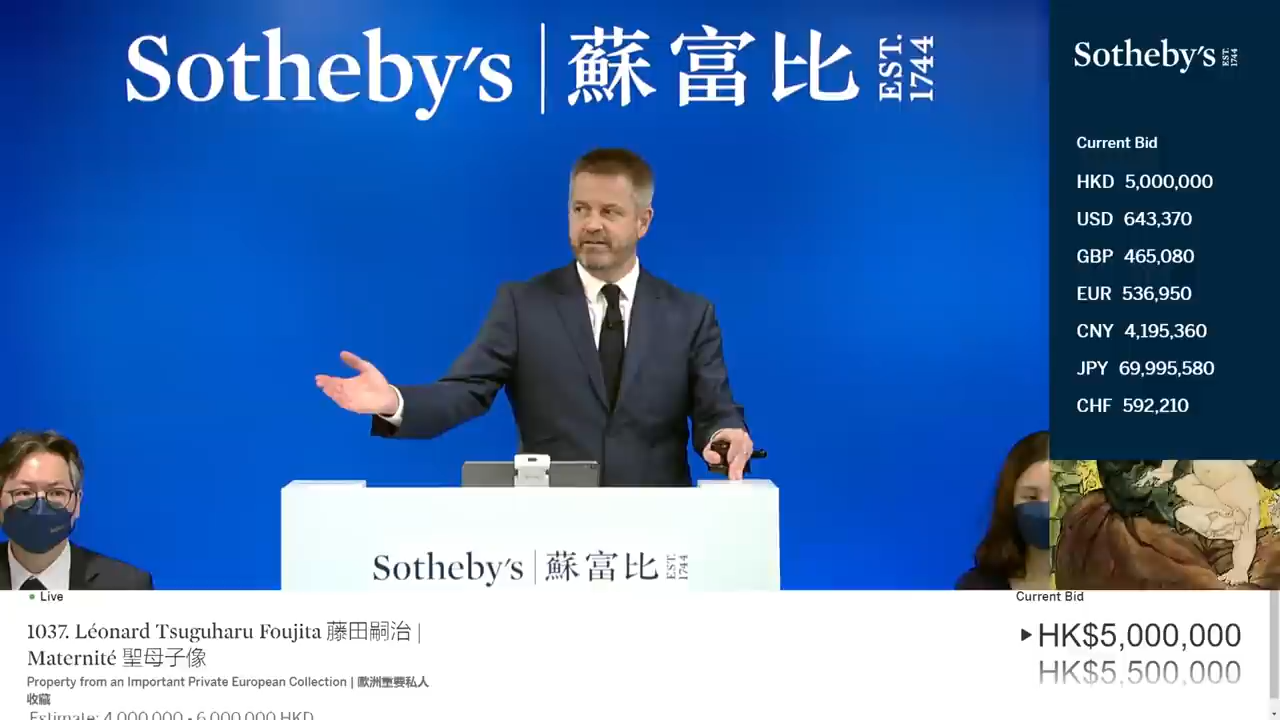 Sotheby's | 蘇富比 EST. 1744
Sotheby's EST. 1744
Current Bid
HKD 5,000,000
USD 643,370
GBP 465,080
EUR 536,950
CNY 4,195,360
JPY 69,995,580
CHF 592,210
Sotheby's | 蘇富比 EST. 1744
Live
1037. Léonard Tsuguharu Foujita 藤田嗣治 |
Maternité 聖母子像
Property from an Important Private European Collection | 歐洲重要私人
收藏
Estimate: 4,000,000 - 6,000,000 HKD
Current Bid
HK$5,000,000
HK$5,500,000